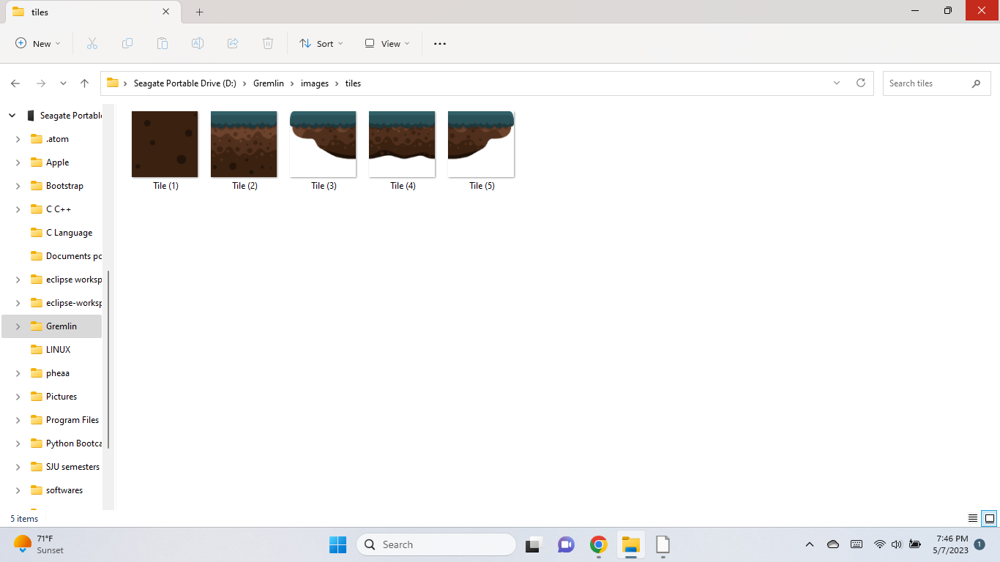 tiles
New
Sort
View
Seagate Portable Drive (D:) Gremlin images tiles
Search tiles
Seagate Portable
.atom
Apple
Bootstrap
C C++
C Language
Documents po
eclipse worksp
eclipse-worksp
Gremlin
LINUX
pheaa
Pictures
Program Files
Python Bootca
SJU semesters
softwares
Tile (1) Tile (2) Tile (3) Tile (4) Tile (5)
5 items
71°F
Sunset
Search
7:46 PM
5/7/2023
1